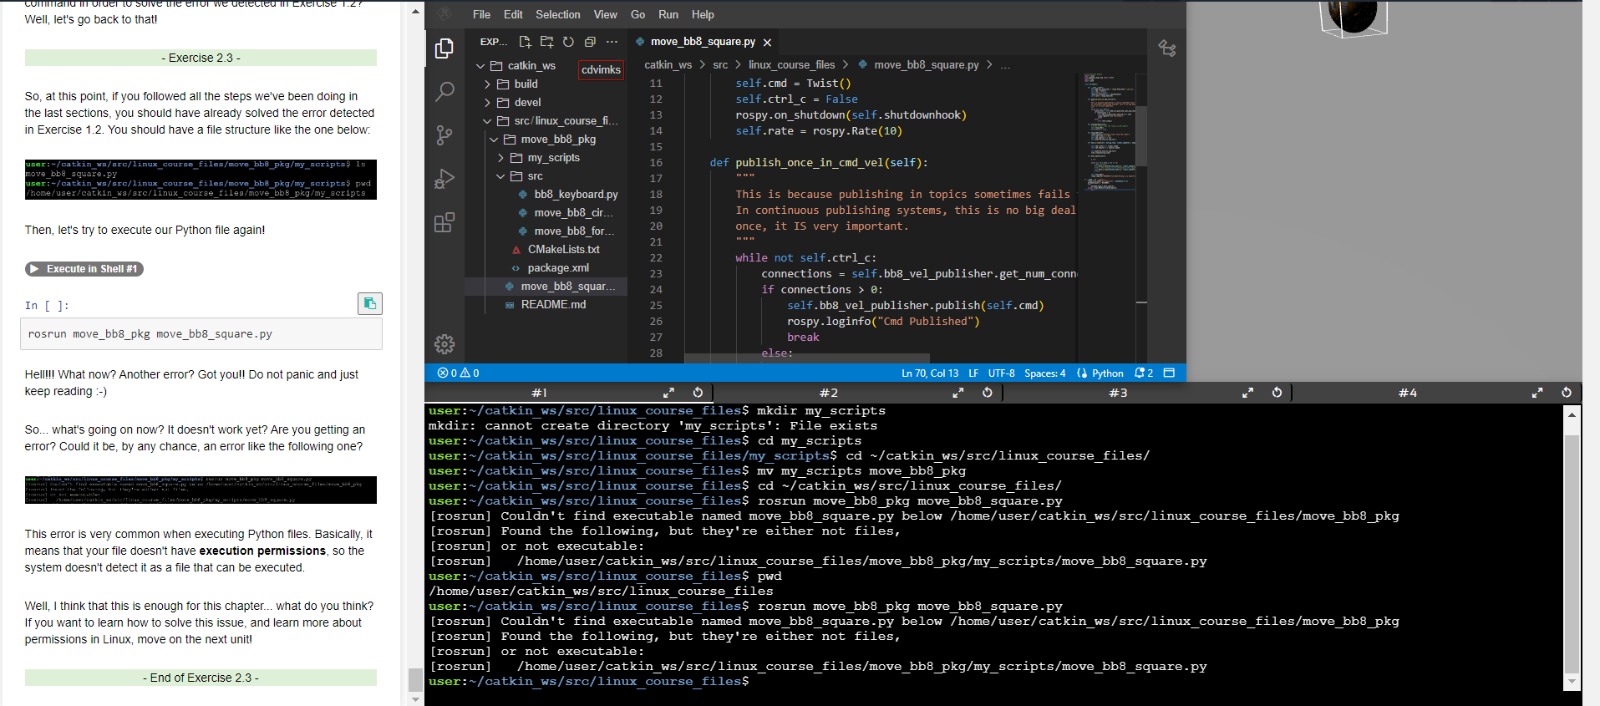 command in order to solve the error we detected in Exercise 1.2?
Well, let's go back to that!
- Exercise 2.3 -
So, at this point, if you followed all the steps we've been doing in
the last sections, you should have already solved the error detected
in Exercise 1.2. You should have a file structure like the one below:
user:~/catkin_ws/src/linux_course_files/move_bb8_pkg/my_scripts$ ls
move_bb8_square.py
user:~/catkin_ws/src/linux_course_files/move_bb8_pkg/my_scripts$ pwd
/home/user/catkin_ws/src/linux_course_files/move_bb8_pkg/my_scripts
Then, let's try to execute our Python file again!
Execute in Shell #1
In [ ]:
rosrun move_bb8_pkg move_bb8_square.py
Hell!!! What now? Another error? Got you!! Do not panic and just
keep reading :-)
So... what's going on now? It doesn't work yet? Are you getting an
error? Could it be, by any chance, an error like the following one?
This error is very common when executing Python files. Basically, it
means that your file doesn't have execution permissions, so the
system doesn't detect it as a file that can be executed.
Well, I think that this is enough for this chapter... what do you think?
If you want to learn how to solve this issue, and learn more about
permissions in Linux, move on the next unit!
- End of Exercise 2.3 -
File Edit Selection View Go Run Help
EXP... ...
catkin_ws
cdvimks
build
devel
src/linux_course_fi...
move_bb8_pkg
my_scripts
src
bb8_keyboard.py
move_bb8_cir...
move_bb8_for...
CMakeLists.txt
package.xml
move_bb8_squar...
README.md
move_bb8_square.py
catkin_ws > src > linux_course_files > move_bb8_square.py > ...
11 self.cmd = Twist()
12 self.ctrl_c = False
13 rospy.on_shutdown(self.shutdownhook)
14 self.rate = rospy.Rate(10)
15
16 def publish_once_in_cmd_vel(self):
17 """
18 This is because publishing in topics sometimes fails
19 In continuous publishing systems, this is no big deal
20 once, it IS very important.
21 """
22 while not self.ctrl_c:
23 connections = self.bb8_vel_publisher.get_num_conn
24 if connections > 0:
25 self.bb8_vel_publisher.publish(self.cmd)
26 rospy.loginfo("Cmd Published")
27 break
28 else:
0 0 Ln 70, Col 13 LF UTF-8 Spaces: 4 Python 2
#1 #2 #3 #4
user:~/catkin_ws/src/linux_course_files$ mkdir my_scripts
mkdir: cannot create directory 'my_scripts': File exists
user:~/catkin_ws/src/linux_course_files$ cd my_scripts
user:~/catkin_ws/src/linux_course_files/my_scripts$ cd ~/catkin_ws/src/linux_course_files/
user:~/catkin_ws/src/linux_course_files$ mv my_scripts move_bb8_pkg
user:~/catkin_ws/src/linux_course_files$ cd ~/catkin_ws/src/linux_course_files/
user:~/catkin_ws/src/linux_course_files$ rosrun move_bb8_pkg move_bb8_square.py
[rosrun] Couldn't find executable named move_bb8_square.py below /home/user/catkin_ws/src/linux_course_files/move_bb8_pkg
[rosrun] Found the following, but they're either not files,
[rosrun] or not executable:
[rosrun]   /home/user/catkin_ws/src/linux_course_files/move_bb8_pkg/my_scripts/move_bb8_square.py
user:~/catkin_ws/src/linux_course_files$ pwd
/home/user/catkin_ws/src/linux_course_files
user:~/catkin_ws/src/linux_course_files$ rosrun move_bb8_pkg move_bb8_square.py
[rosrun] Couldn't find executable named move_bb8_square.py below /home/user/catkin_ws/src/linux_course_files/move_bb8_pkg
[rosrun] Found the following, but they're either not files,
[rosrun] or not executable:
[rosrun]   /home/user/catkin_ws/src/linux_course_files/move_bb8_pkg/my_scripts/move_bb8_square.py
user:~/catkin_ws/src/linux_course_files$